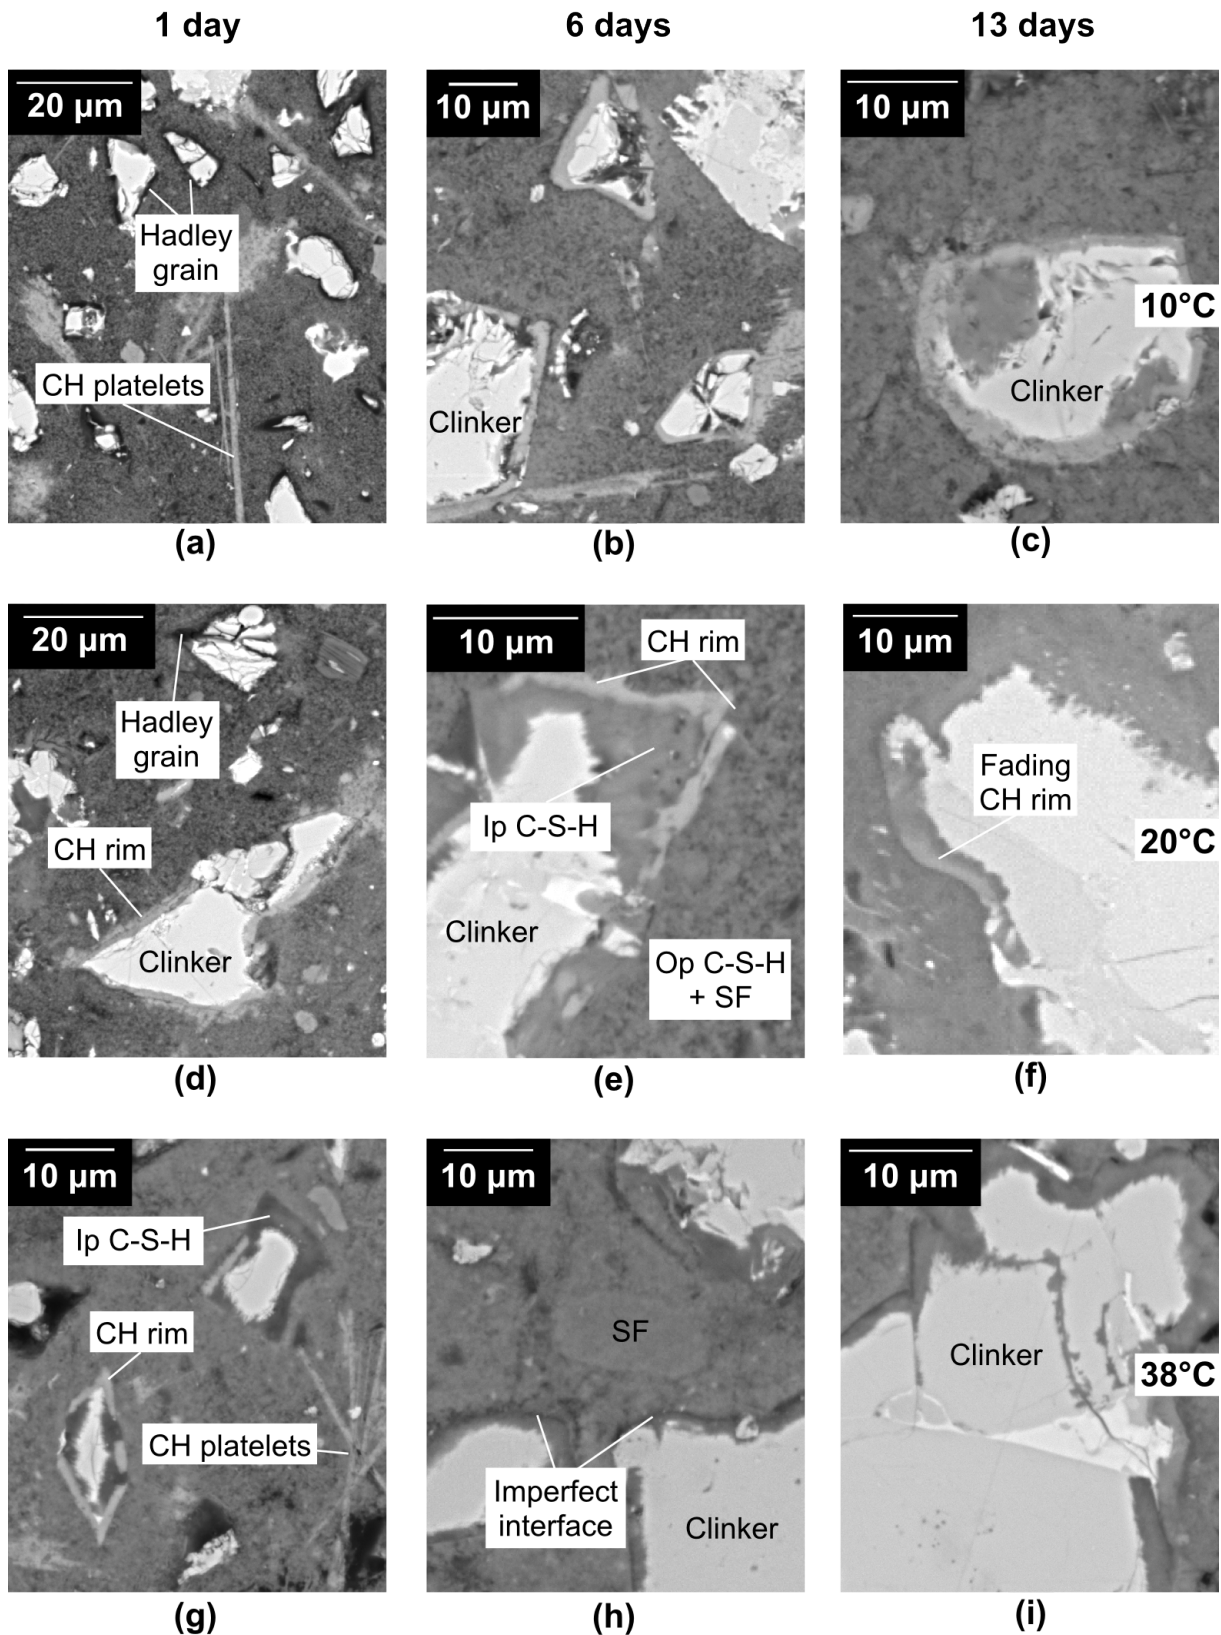 1 day
6 days
13 days
20 µm
Hadley
grain
CH platelets
(a)
10 µm
Clinker
(b)
10 µm
10°C
Clinker
(c)
20 µm
Hadley
grain
CH rim
Clinker
(d)
10 µm
CH rim
Ip C-S-H
Clinker
Op C-S-H
+ SF
(e)
10 µm
Fading
CH rim
20°C
(f)
10 µm
Ip C-S-H
CH rim
CH platelets
(g)
10 µm
SF
Imperfect
interface
Clinker
(h)
10 µm
Clinker
38°C
(i)